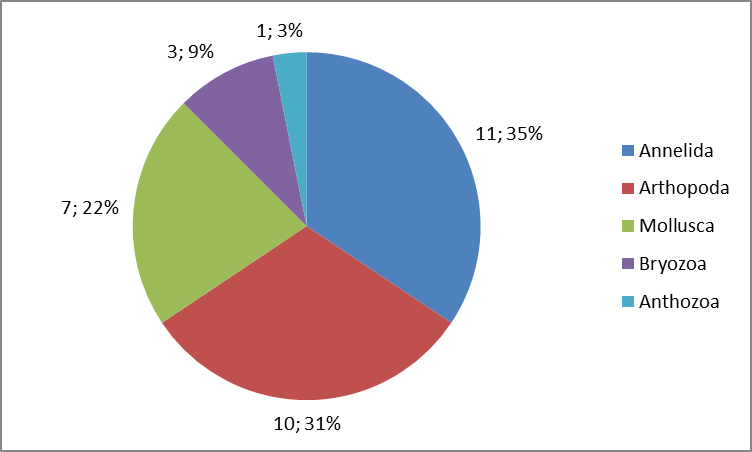 1; 3%
3; 9%
11; 35%
7; 22%
10; 31%
Annelida
Arthopoda
Mollusca
Bryozoa
Anthozoa